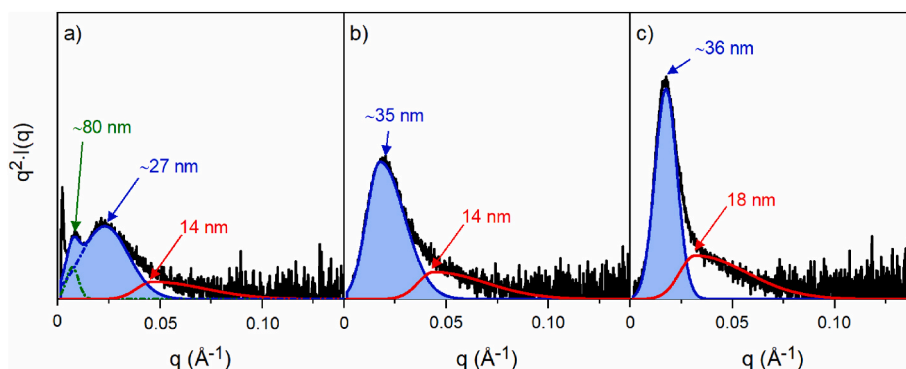 a)
~80 nm
~27 nm
14 nm
b)
~35 nm
14 nm
c)
~36 nm
18 nm
q²·I(q)
0 0.05 0.10
0 0.05 0.10
0 0.05 0.10
q (Å⁻¹)
q (Å⁻¹)
q (Å⁻¹)